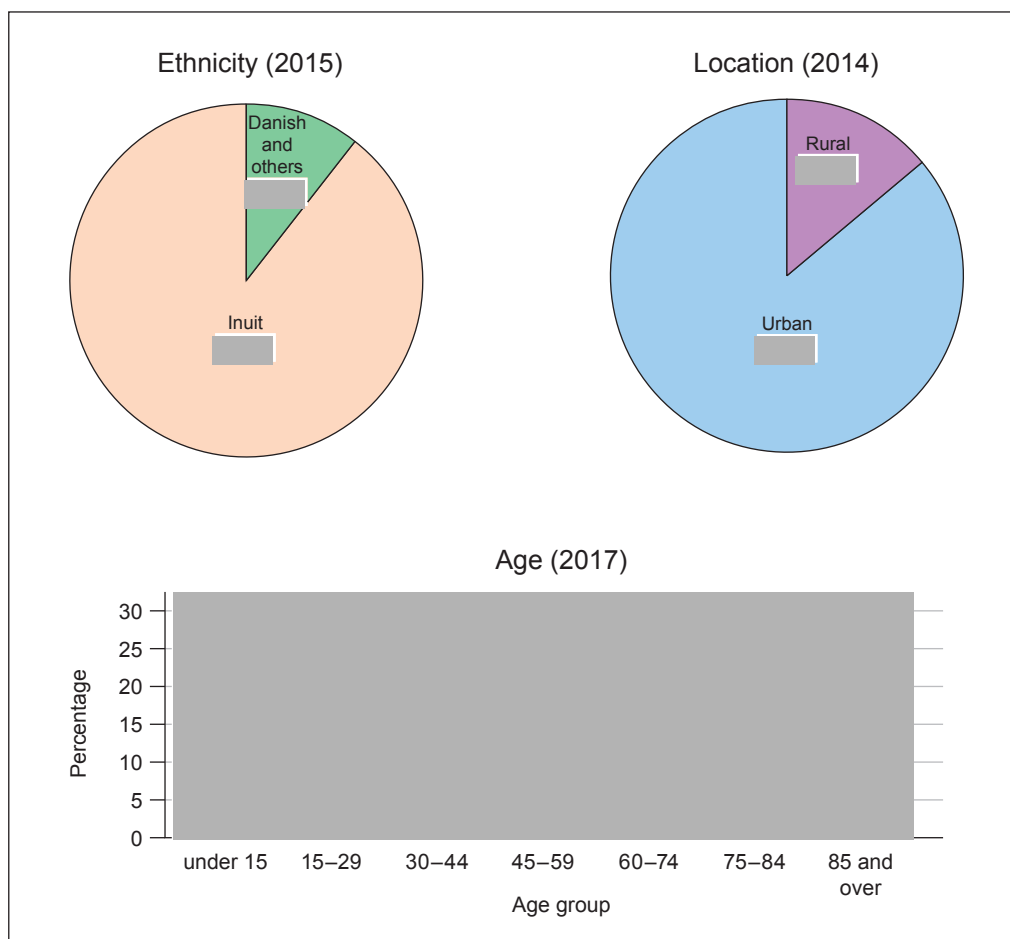 Ethnicity (2015)
Danish
and
others
Inuit
Location (2014)
Rural
Urban
Age (2017)
Percentage
30
25
20
15
10
5
0
under 15
15–29
30–44
45–59
60–74
75–84
85 and
over
Age group